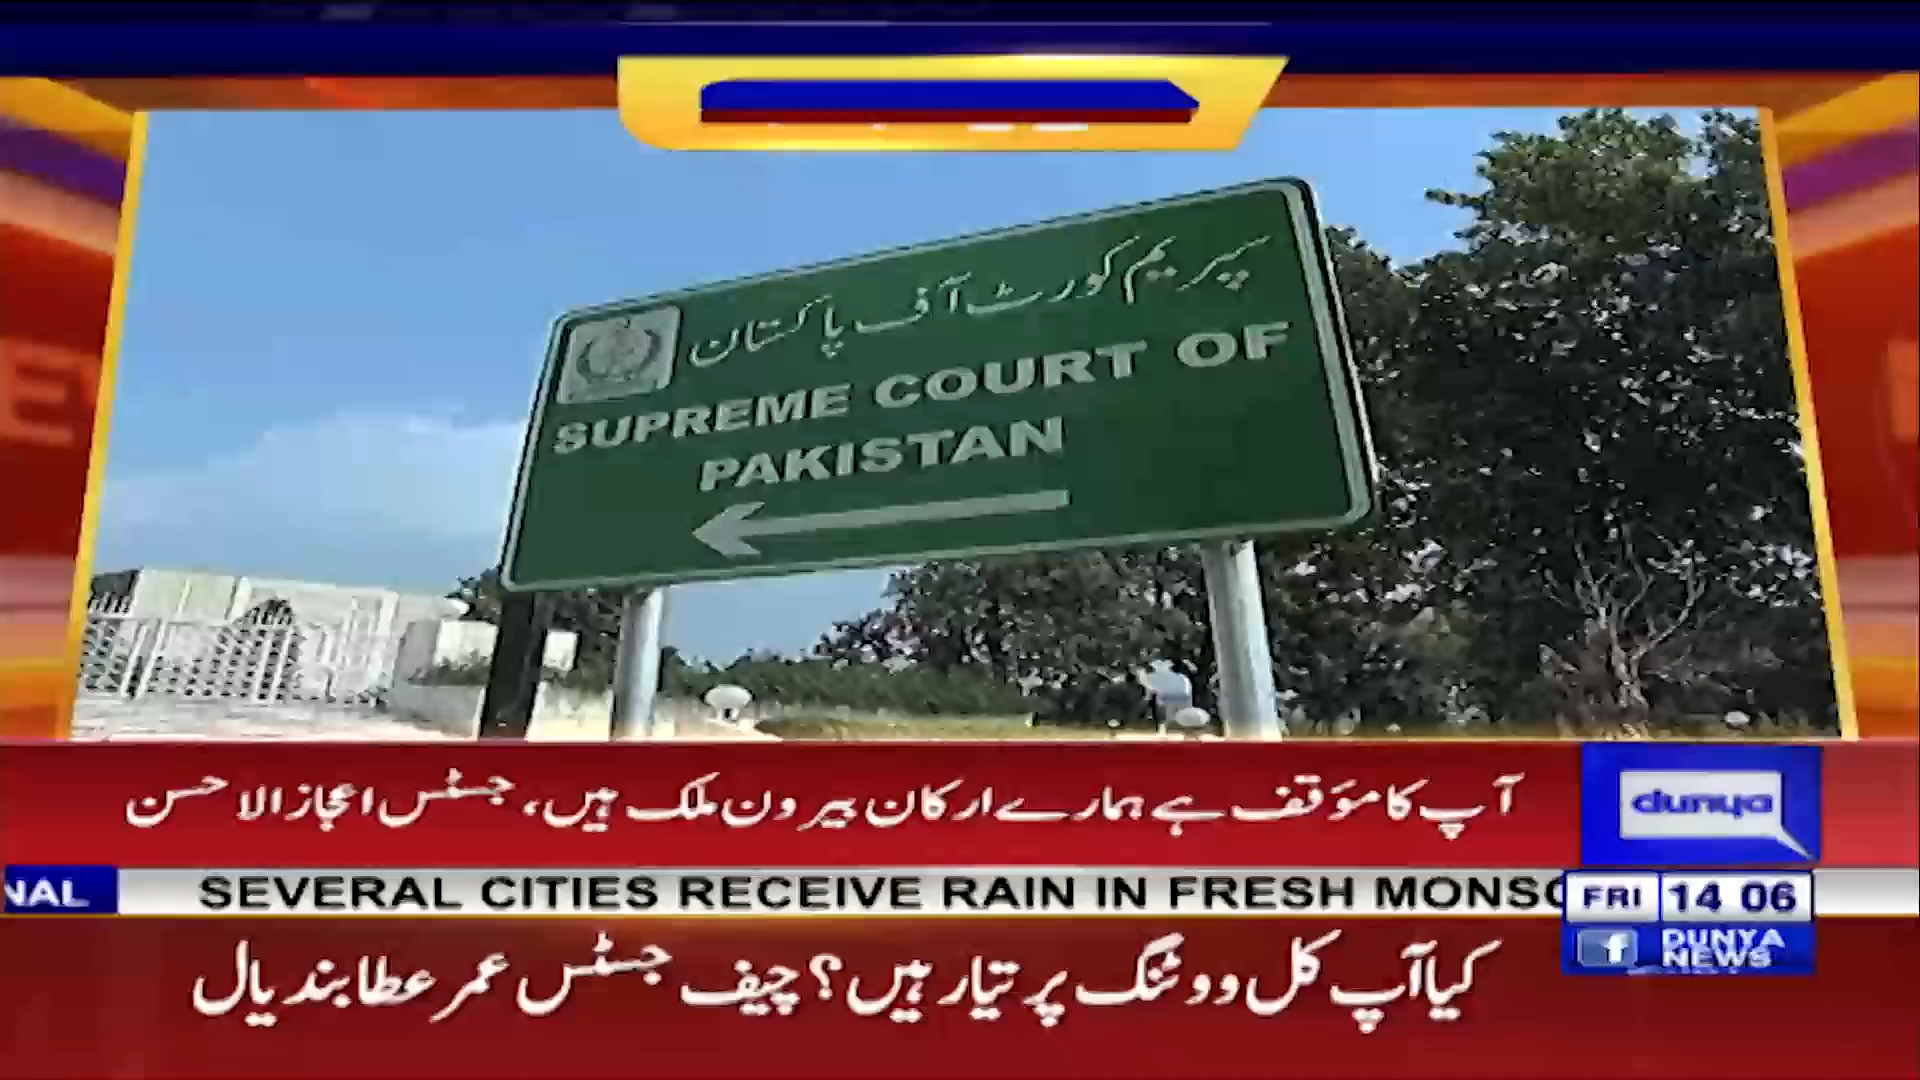 سپریم کورٹ آف پاکستان
SUPREME COURT OF
PAKISTAN
آپ کا مؤقف ہے ہمارے ارکان بیرون ملک ہیں، جسٹس اعجاز الاحسن
dunya
NAL
SEVERAL CITIES RECEIVE RAIN IN FRESH MONSO
FRI 14 06
DUNYA
NEWS
کیا آپ کل ووٹنگ پر تیار ہیں؟ چیف جسٹس عمر عطا بندیال